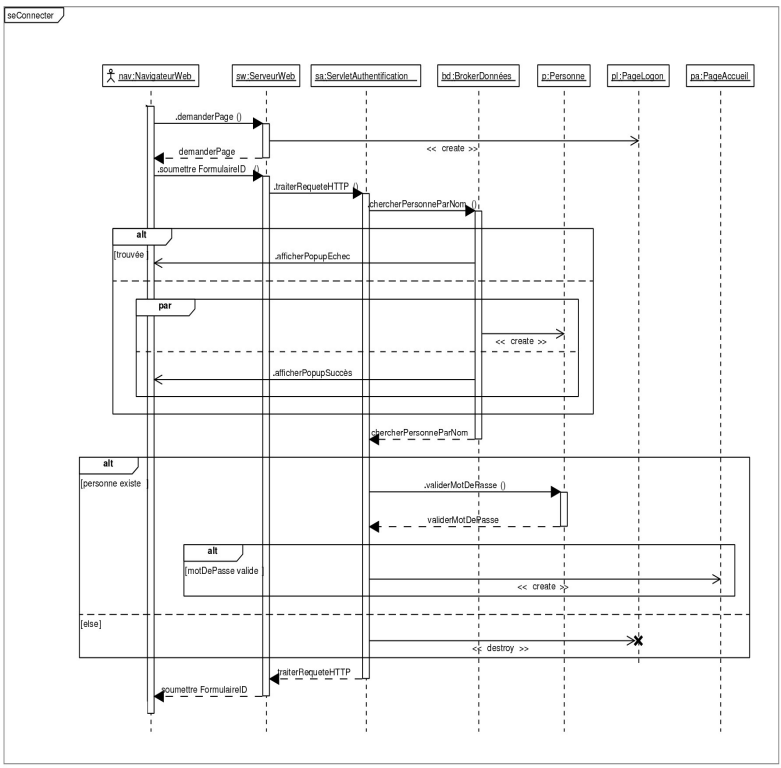 seConnecter
nav:NavigateurWeb
sw:ServeurWeb
sa:ServletAuthentification
bd:BrokerDonnées
p:Personne
pl:PageLogon
pa:PageAccueil
.demanderPage ()
<< create >>
demanderPage
.soumettre FormulaireID ()
.traiterRequeteHTTP ()
.chercherPersonneParNom ()
alt
[trouvée ]
.afficherPopupEchec
par
<< create >>
.afficherPopupSuccès
chercherPersonneParNom
alt
[personne existe ]
.validerMotDePasse ()
validerMotDePasse
alt
[motDePasse valide ]
<< create >>
[else]
<< destroy >>
traiterRequeteHTTP
soumettre FormulaireID